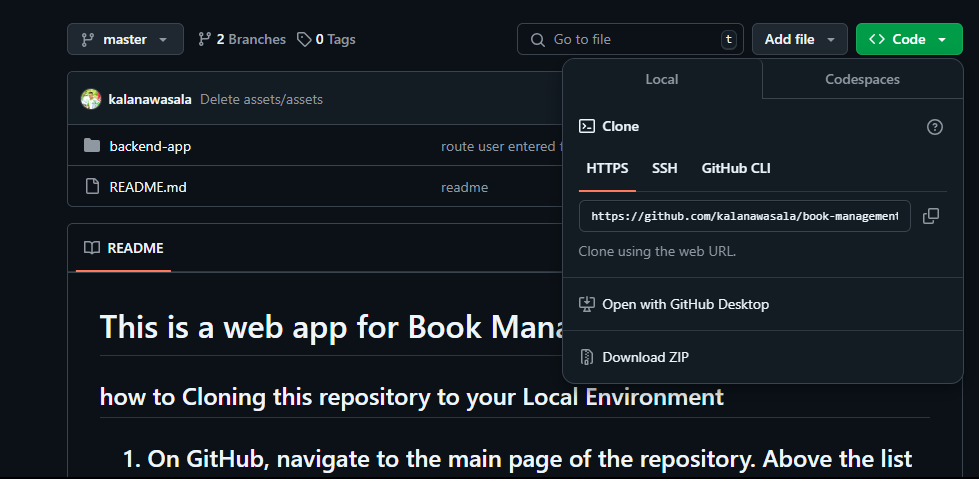 master 2 Branches 0 Tags Go to file t Add file Code
Local Codespaces
kalanawasala Delete assets/assets
Clone
backend-app route user entered
HTTPS SSH GitHub CLI
README.md readme
https://github.com/kalanawasala/book-management
README
Clone using the web URL.
Open with GitHub Desktop
This is a web app for Book Mana
Download ZIP
how to Cloning this repository to your Local Environment
1. On GitHub, navigate to the main page of the repository. Above the list